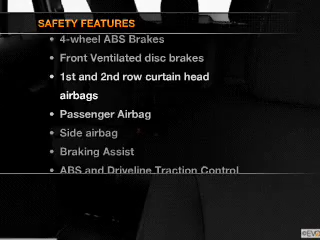 SAFETY FEATURES
• 4-wheel ABS Brakes
• Front Ventilated disc brakes
• 1st and 2nd row curtain head
airbags
• Passenger Airbag
• Side airbag
• Braking Assist
• ABS and Driveline Traction Control